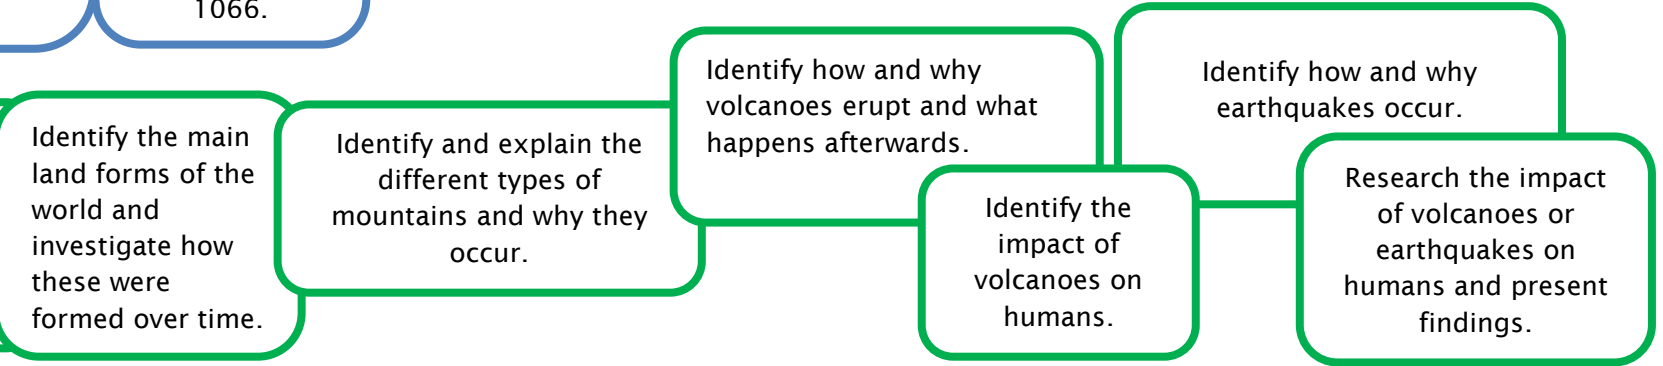 1066.
Identify the main
land forms of the
world and
investigate how
these were
formed over time.
Identify and explain the
different types of
mountains and why they
occur.
Identify how and why
volcanoes erupt and what
happens afterwards.
Identify the
impact of
volcanoes on
humans.
Identify how and why
earthquakes occur.
Research the impact
of volcanoes or
earthquakes on
humans and present
findings.